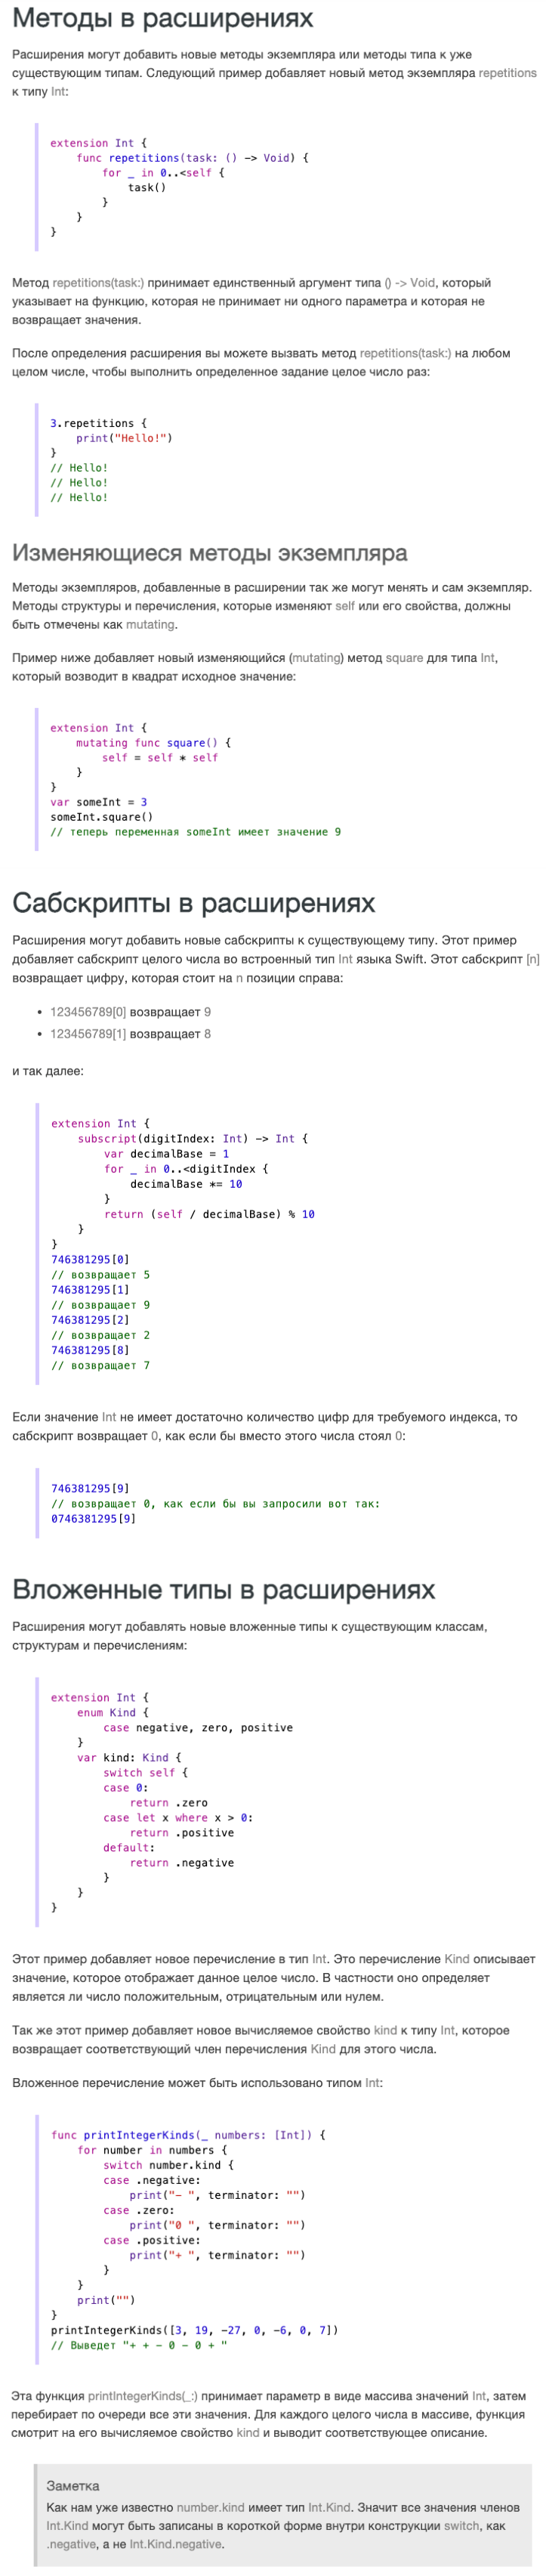 Методы в расширениях
Расширения могут добавить новые методы экземпляра или методы типа к уже
существующим типам. Следующий пример добавляет новый метод экземпляра repetitions
к типу Int:
extension Int {
    func repetitions(task: () -> Void) {
        for _ in 0..<self {
            task()
        }
    }
}
Метод repetitions(task:) принимает единственный аргумент типа () -> Void, который
указывает на функцию, которая не принимает ни одного параметра и которая не
возвращает значения.
После определения расширения вы можете вызвать метод repetitions(task:) на любом
целом числе, чтобы выполнить определенное задание целое число раз:
3.repetitions {
    print("Hello!")
}
// Hello!
// Hello!
// Hello!
Изменяющиеся методы экземпляра
Методы экземпляров, добавленные в расширении так же могут менять и сам экземпляр.
Методы структуры и перечисления, которые изменяют self или его свойства, должны
быть отмечены как mutating.
Пример ниже добавляет новый изменяющийся (mutating) метод square для типа Int,
который возводит в квадрат исходное значение:
extension Int {
    mutating func square() {
        self = self * self
    }
}
var someInt = 3
someInt.square()
// теперь переменная someInt имеет значение 9
Сабскрипты в расширениях
Расширения могут добавить новые сабскрипты к существующему типу. Этот пример
добавляет сабскрипт целого числа во встроенный тип Int языка Swift. Этот сабскрипт [n]
возвращает цифру, которая стоит на n позиции справа:
• 123456789[0] возвращает 9
• 123456789[1] возвращает 8
и так далее:
extension Int {
    subscript(digitIndex: Int) -> Int {
        var decimalBase = 1
        for _ in 0..<digitIndex {
            decimalBase *= 10
        }
        return (self / decimalBase) % 10
    }
}
746381295[0]
// возвращает 5
746381295[1]
// возвращает 9
746381295[2]
// возвращает 2
746381295[8]
// возвращает 7
Если значение Int не имеет достаточно количество цифр для требуемого индекса, то
сабскрипт возвращает 0, как если бы вместо этого числа стоял 0:
746381295[9]
// возвращает 0, как если бы вы запросили вот так:
0746381295[9]
Вложенные типы в расширениях
Расширения могут добавлять новые вложенные типы к существующим классам,
структурам и перечислениям:
extension Int {
    enum Kind {
        case negative, zero, positive
    }
    var kind: Kind {
        switch self {
        case 0:
            return .zero
        case let x where x > 0:
            return .positive
        default:
            return .negative
        }
    }
}
Этот пример добавляет новое перечисление в тип Int. Это перечисление Kind описывает
значение, которое отображает данное целое число. В частности оно определяет
является ли число положительным, отрицательным или нулем.
Так же этот пример добавляет новое вычисляемое свойство kind к типу Int, которое
возвращает соответствующий член перечисления Kind для этого числа.
Вложенное перечисление может быть использовано типом Int:
func printIntegerKinds(_ numbers: [Int]) {
    for number in numbers {
        switch number.kind {
        case .negative:
            print("- ", terminator: "")
        case .zero:
            print("0 ", terminator: "")
        case .positive:
            print("+ ", terminator: "")
        }
    }
    print("")
}
printIntegerKinds([3, 19, -27, 0, -6, 0, 7])
// Выведет "+ + - 0 - 0 + "
Эта функция printIntegerKinds(_:) принимает параметр в виде массива значений Int, затем
перебирает по очереди все эти значения. Для каждого целого числа в массиве, функция
смотрит на его вычисляемое свойство kind и выводит соответствующее описание.
Заметка
Как нам уже известно number.kind имеет тип Int.Kind. Значит все значения членов
Int.Kind могут быть записаны в короткой форме внутри конструкции switch, как
.negative, а не Int.Kind.negative.